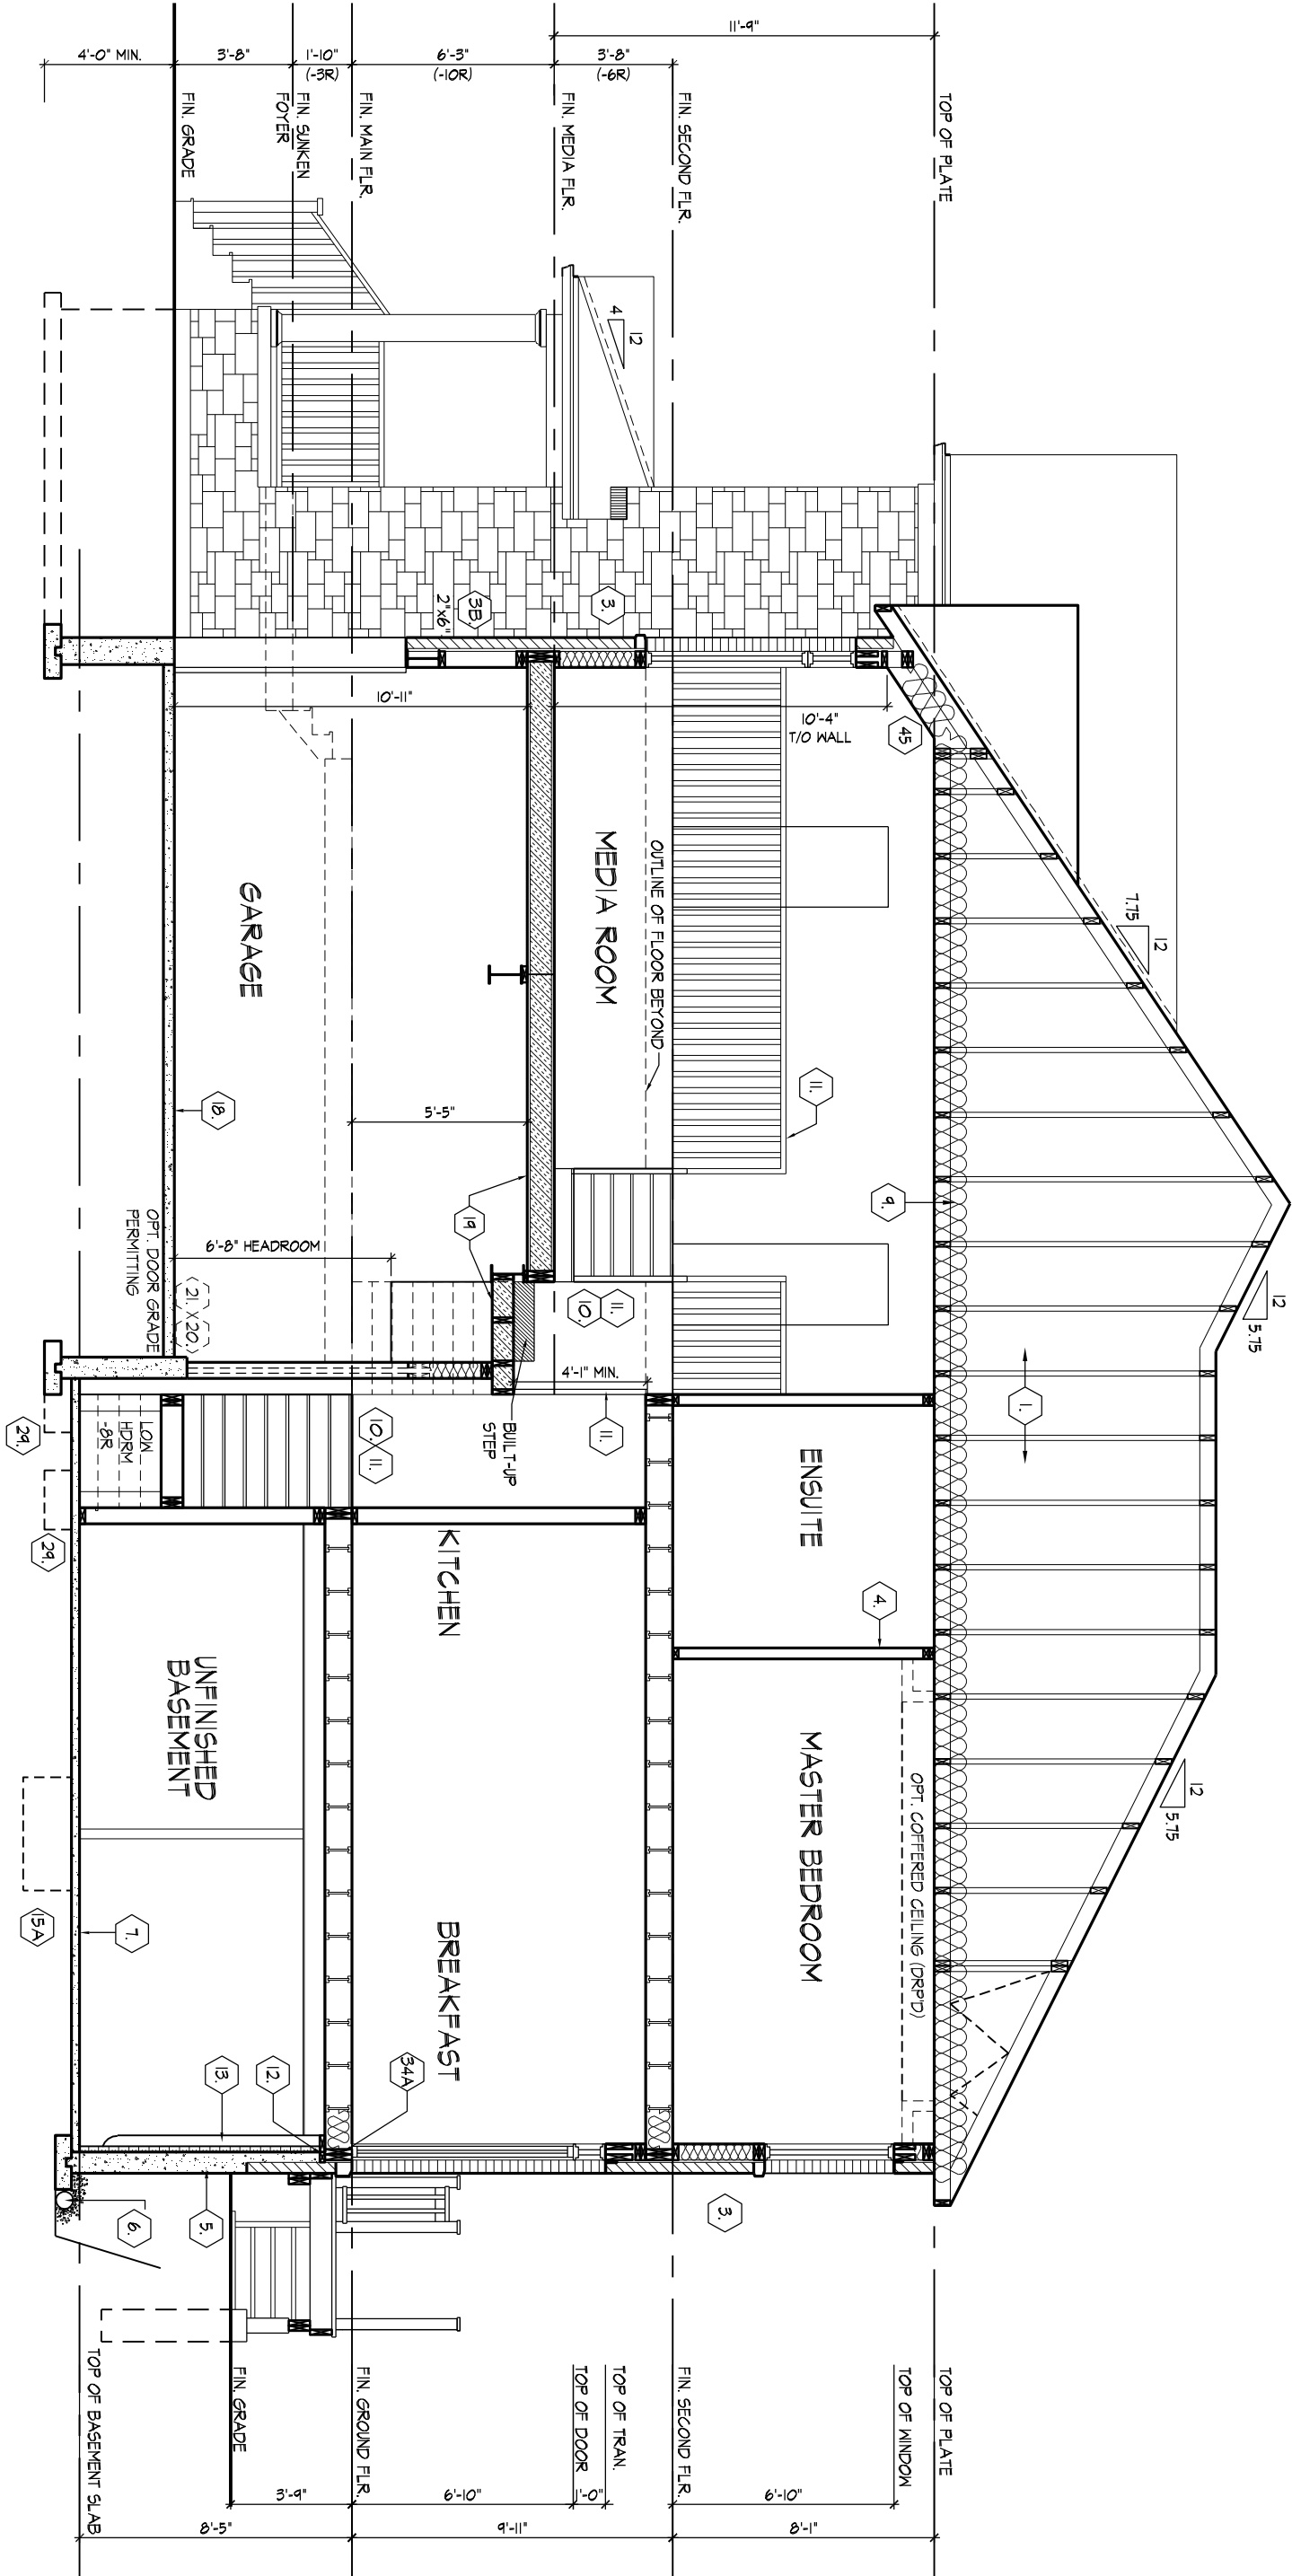 11'-9"
4'-0" MIN.
3'-8"
1'-10"
(-3R)
6'-3"
(-10R)
3'-8"
(-6R)
FIN. GRADE
FIN. SUNKEN
FOYER
FIN. MAIN FLR.
FIN. MEDIA FLR.
FIN. SECOND FLR.
TOP OF PLATE
12
4
3B
2"x6"
3.
10'-11"
10'-4"
T/O WALL
45
GARAGE
MEDIA ROOM
OUTLINE OF FLOOR BEYOND
12
7.75
11.
18.
5'-5"
9.
19
6'-8" HEADROOM
OPT. DOOR GRADE
PERMITTING
21. 20.
10. 11.
12
5.75
1.
4'-1" MIN.
BUILT-UP
STEP
11.
10. 11.
LOW
HDRM
-8R
29.
29.
ENSUITE
KITCHEN
4.
UNFINISHED
BASEMENT
MASTER BEDROOM
OPT. COFFERED CEILING (DRP'D)
12
5.75
15A
7.
BREAKFAST
13.
12.
34A
3.
6.
5.
TOP OF BASEMENT SLAB
FIN. GRADE
FIN. GROUND FLR.
TOP OF DOOR
TOP OF TRAN.
FIN. SECOND FLR.
TOP OF WINDOW
TOP OF PLATE
3'-9"
6'-10"
1'-0"
6'-10"
8'-5"
9'-11"
8'-1"